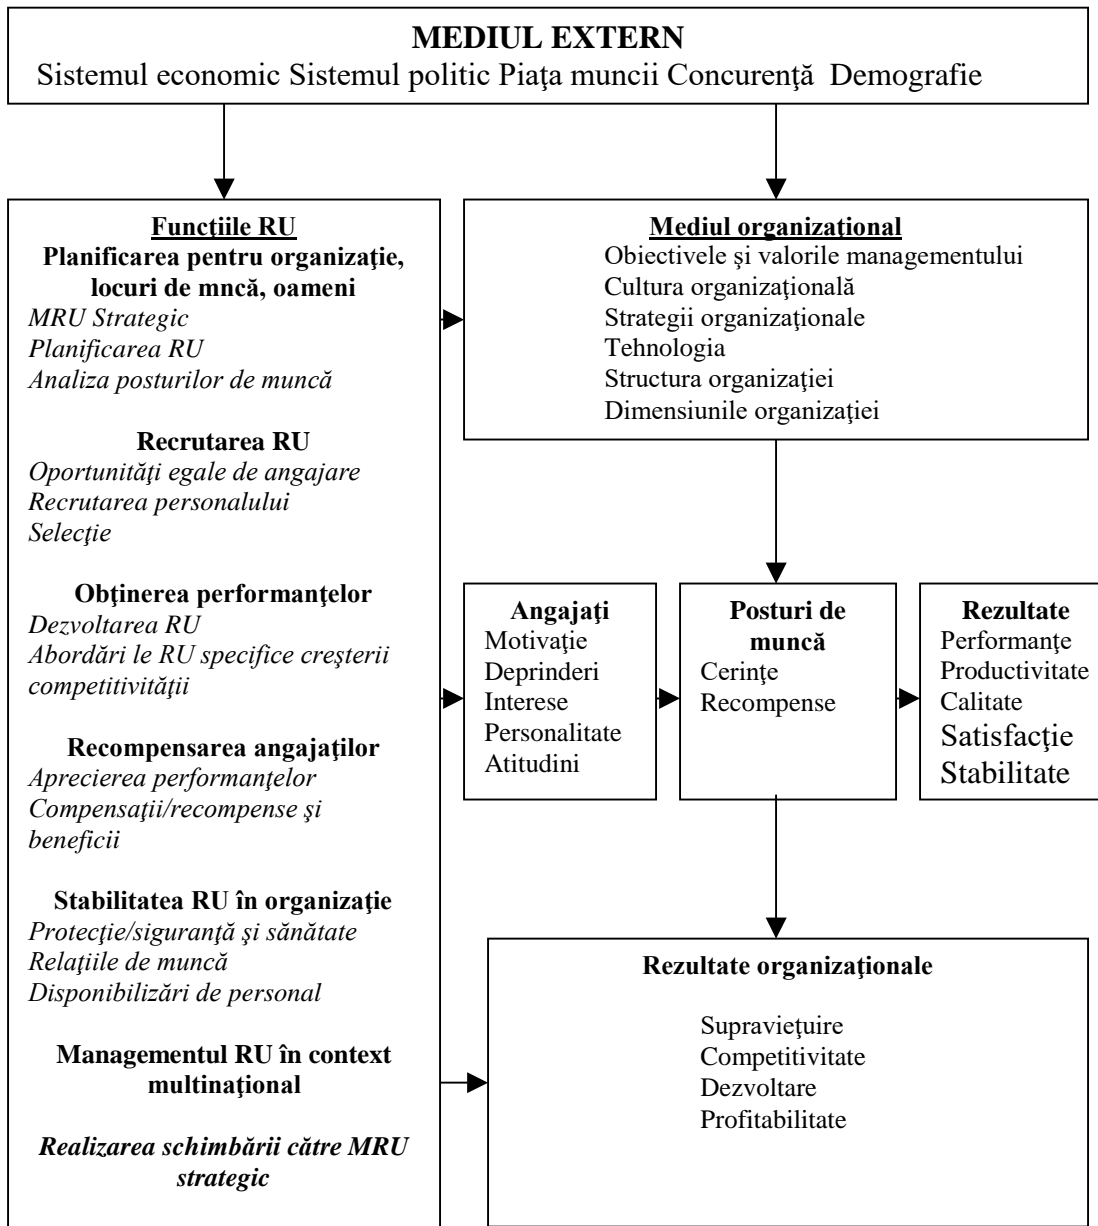 MEDIUL EXTERN
Sistemul economic Sistemul politic Piaţa muncii Concurenţă Demografie
Funcţiile RU
Planificarea pentru organizaţie,
locuri de mncă, oameni
MRU Strategic
Planificarea RU
Analiza posturilor de muncă
Recrutarea RU
Oportunităţi egale de angajare
Recrutarea personalului
Selecţie
Obţinerea performanţelor
Dezvoltarea RU
Abordări le RU specifice creşterii
competitivităţii
Recompensarea angajaţilor
Aprecierea performanţelor
Compensaţii/recompense şi
beneficii
Stabilitatea RU în organizaţie
Protecţie/siguranţă şi sănătate
Relaţiile de muncă
Disponibilizări de personal
Managementul RU în context
multinaţional
Realizarea schimbării către MRU
strategic
Mediul organizaţional
Obiectivele şi valorile managementului
Cultura organizaţională
Strategii organizaţionale
Tehnologia
Structura organizaţiei
Dimensiunile organizaţiei
Angajaţi
Motivaţie
Deprinderi
Interese
Personalitate
Atitudini
Posturi de
muncă
Cerinţe
Recompense
Rezultate
Performanţe
Productivitate
Calitate
Satisfacţie
Stabilitate
Rezultate organizaţionale
Supravieţuire
Competitivitate
Dezvoltare
Profitabilitate